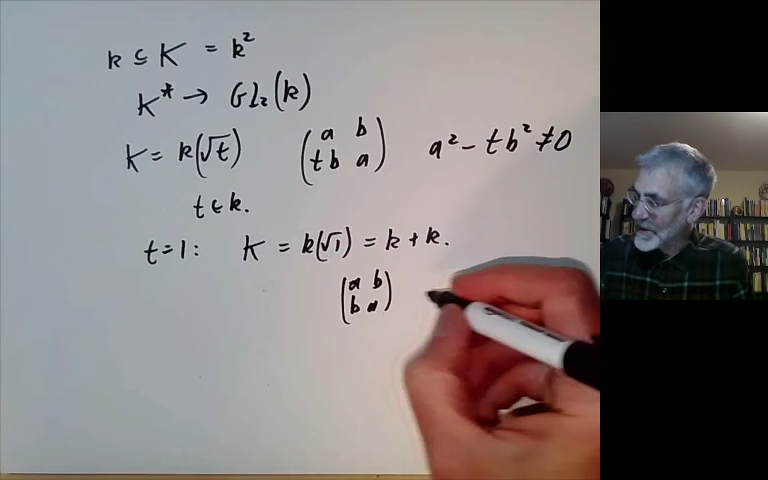 k ⊆ K = k²
K* → GL₂(k)
K = k(√t) (a b tb a) a² - tb² ≠ 0
t ∈ k.
t=1: K = k(√1) = k + k.
(a b b a)